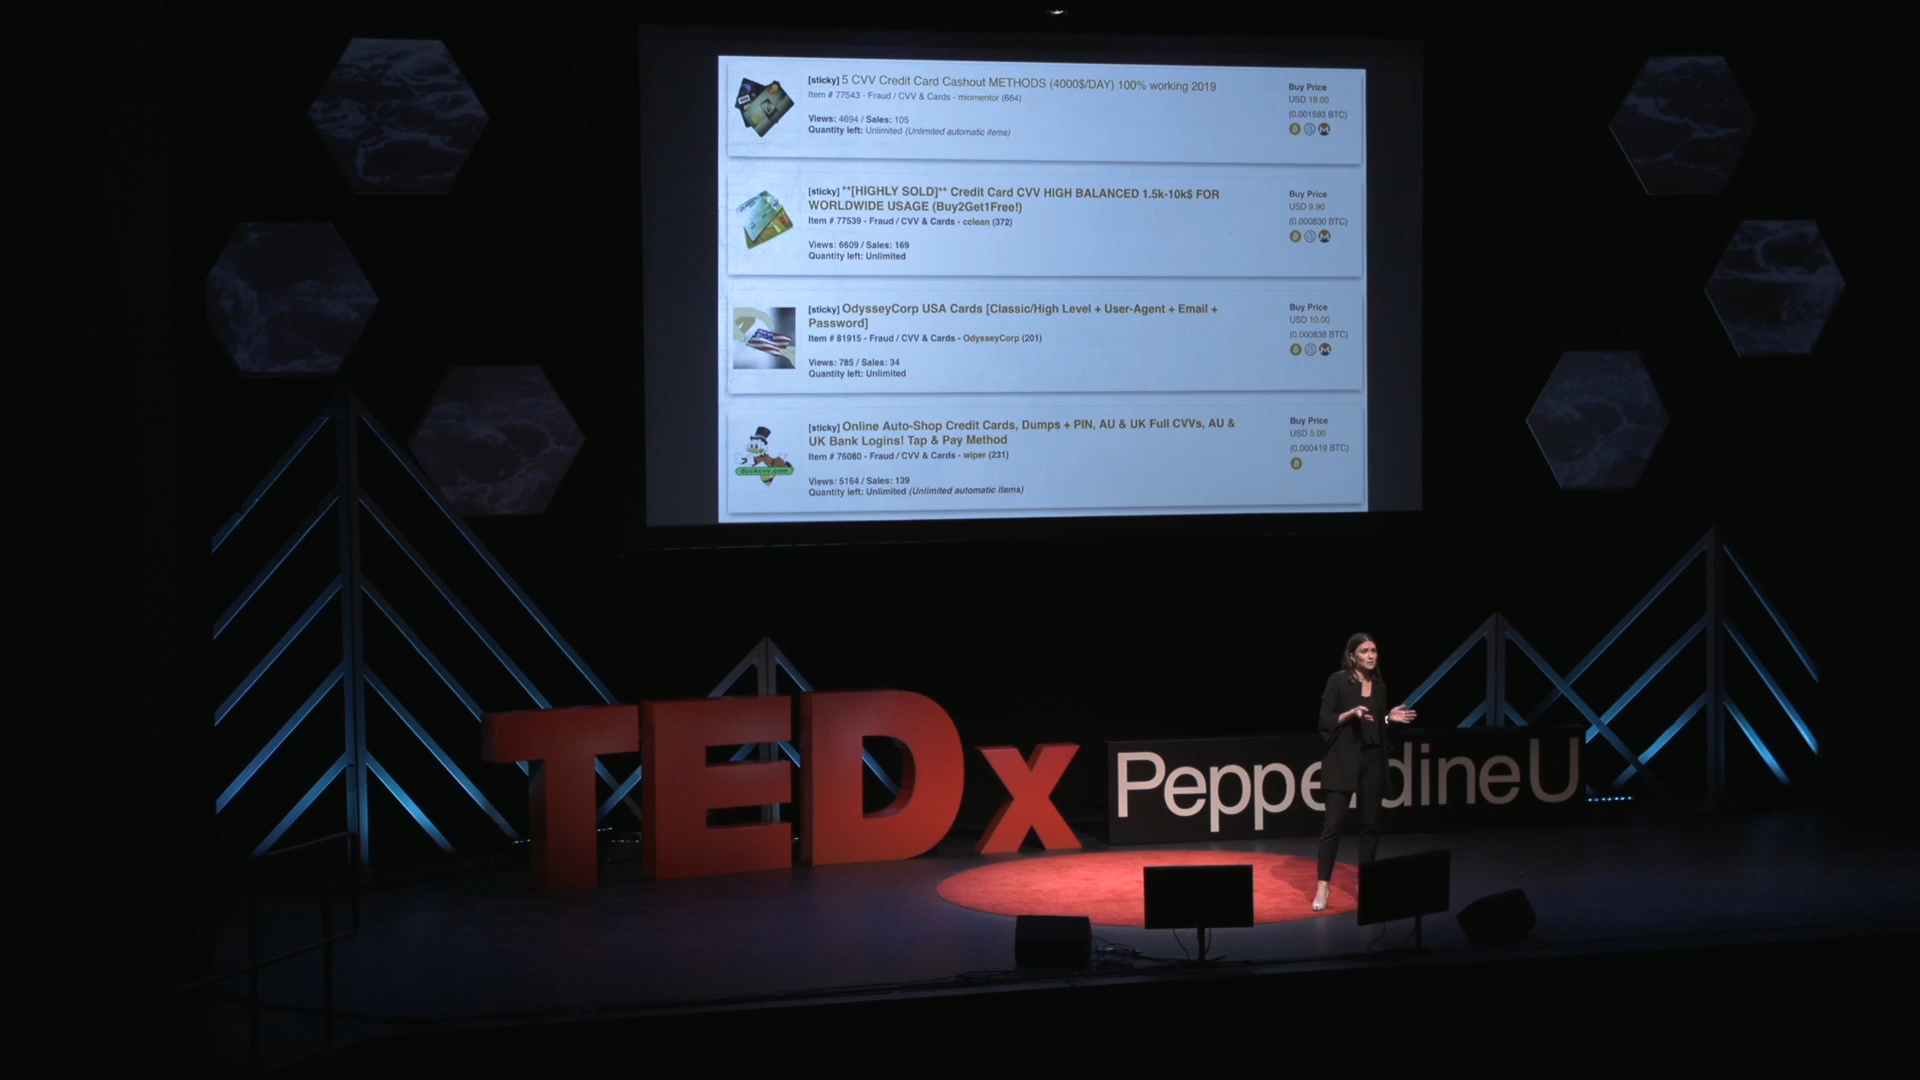 [sticky] 5 CVV Credit Card Cashout METHODS (4000$/DAY) 100% working 2019
Item # 77543 - Fraud / CVV & Cards - miomentor (664)
Views: 4694 / Sales: 105
Quantity left: Unlimited (Unlimited automatic items)
Buy Price
USD 19.00
(0.001593 BTC)
[sticky] **[HIGHLY SOLD]** Credit Card CVV HIGH BALANCED 1.5k-10k$ FOR
WORLDWIDE USAGE (Buy2Get1Free!)
Item # 77539 - Fraud / CVV & Cards - cclean (372)
Views: 6609 / Sales: 169
Quantity left: Unlimited
Buy Price
USD 9.90
(0.000830 BTC)
[sticky] OdysseyCorp USA Cards [Classic/High Level + User-Agent + Email +
Password]
Item # 81915 - Fraud / CVV & Cards - OdysseyCorp (201)
Views: 785 / Sales: 34
Quantity left: Unlimited
Buy Price
USD 10.00
(0.000838 BTC)
duckcvv.com
[sticky] Online Auto-Shop Credit Cards, Dumps + PIN, AU & UK Full CVVs, AU &
UK Bank Logins! Tap & Pay Method
Item # 76080 - Fraud / CVV & Cards - wiper (231)
Views: 5164 / Sales: 139
Quantity left: Unlimited (Unlimited automatic items)
Buy Price
USD 5.00
(0.000419 BTC)
TEDx PepperdineU